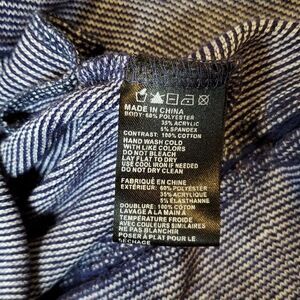 MADE IN CHINA
BODY: 60% POLYESTER
35% ACRYLIC
5% SPANDEX
CONTRAST: 100% COTTON
HAND WASH COLD
WITH LIKE COLORS
DO NOT BLEACH
LAY FLAT TO DRY
USE COOL IRON IF NEEDED
DO NOT DRY CLEAN
FABRIQUÉ EN CHINE
EXTÉRIEUR: 60% POLYESTER
35% ACRYLIQUE
5% ÉLASTHANNE
DOUBLURE: 100% COTON
LAVAGE A LA MAIN A
TEMPÉRATURE FROIDE
AVEC COULEURS SIMILAIRES
NE PAS BLANCHIR
POSER À PLAT POUR LE
SÉCHAGE